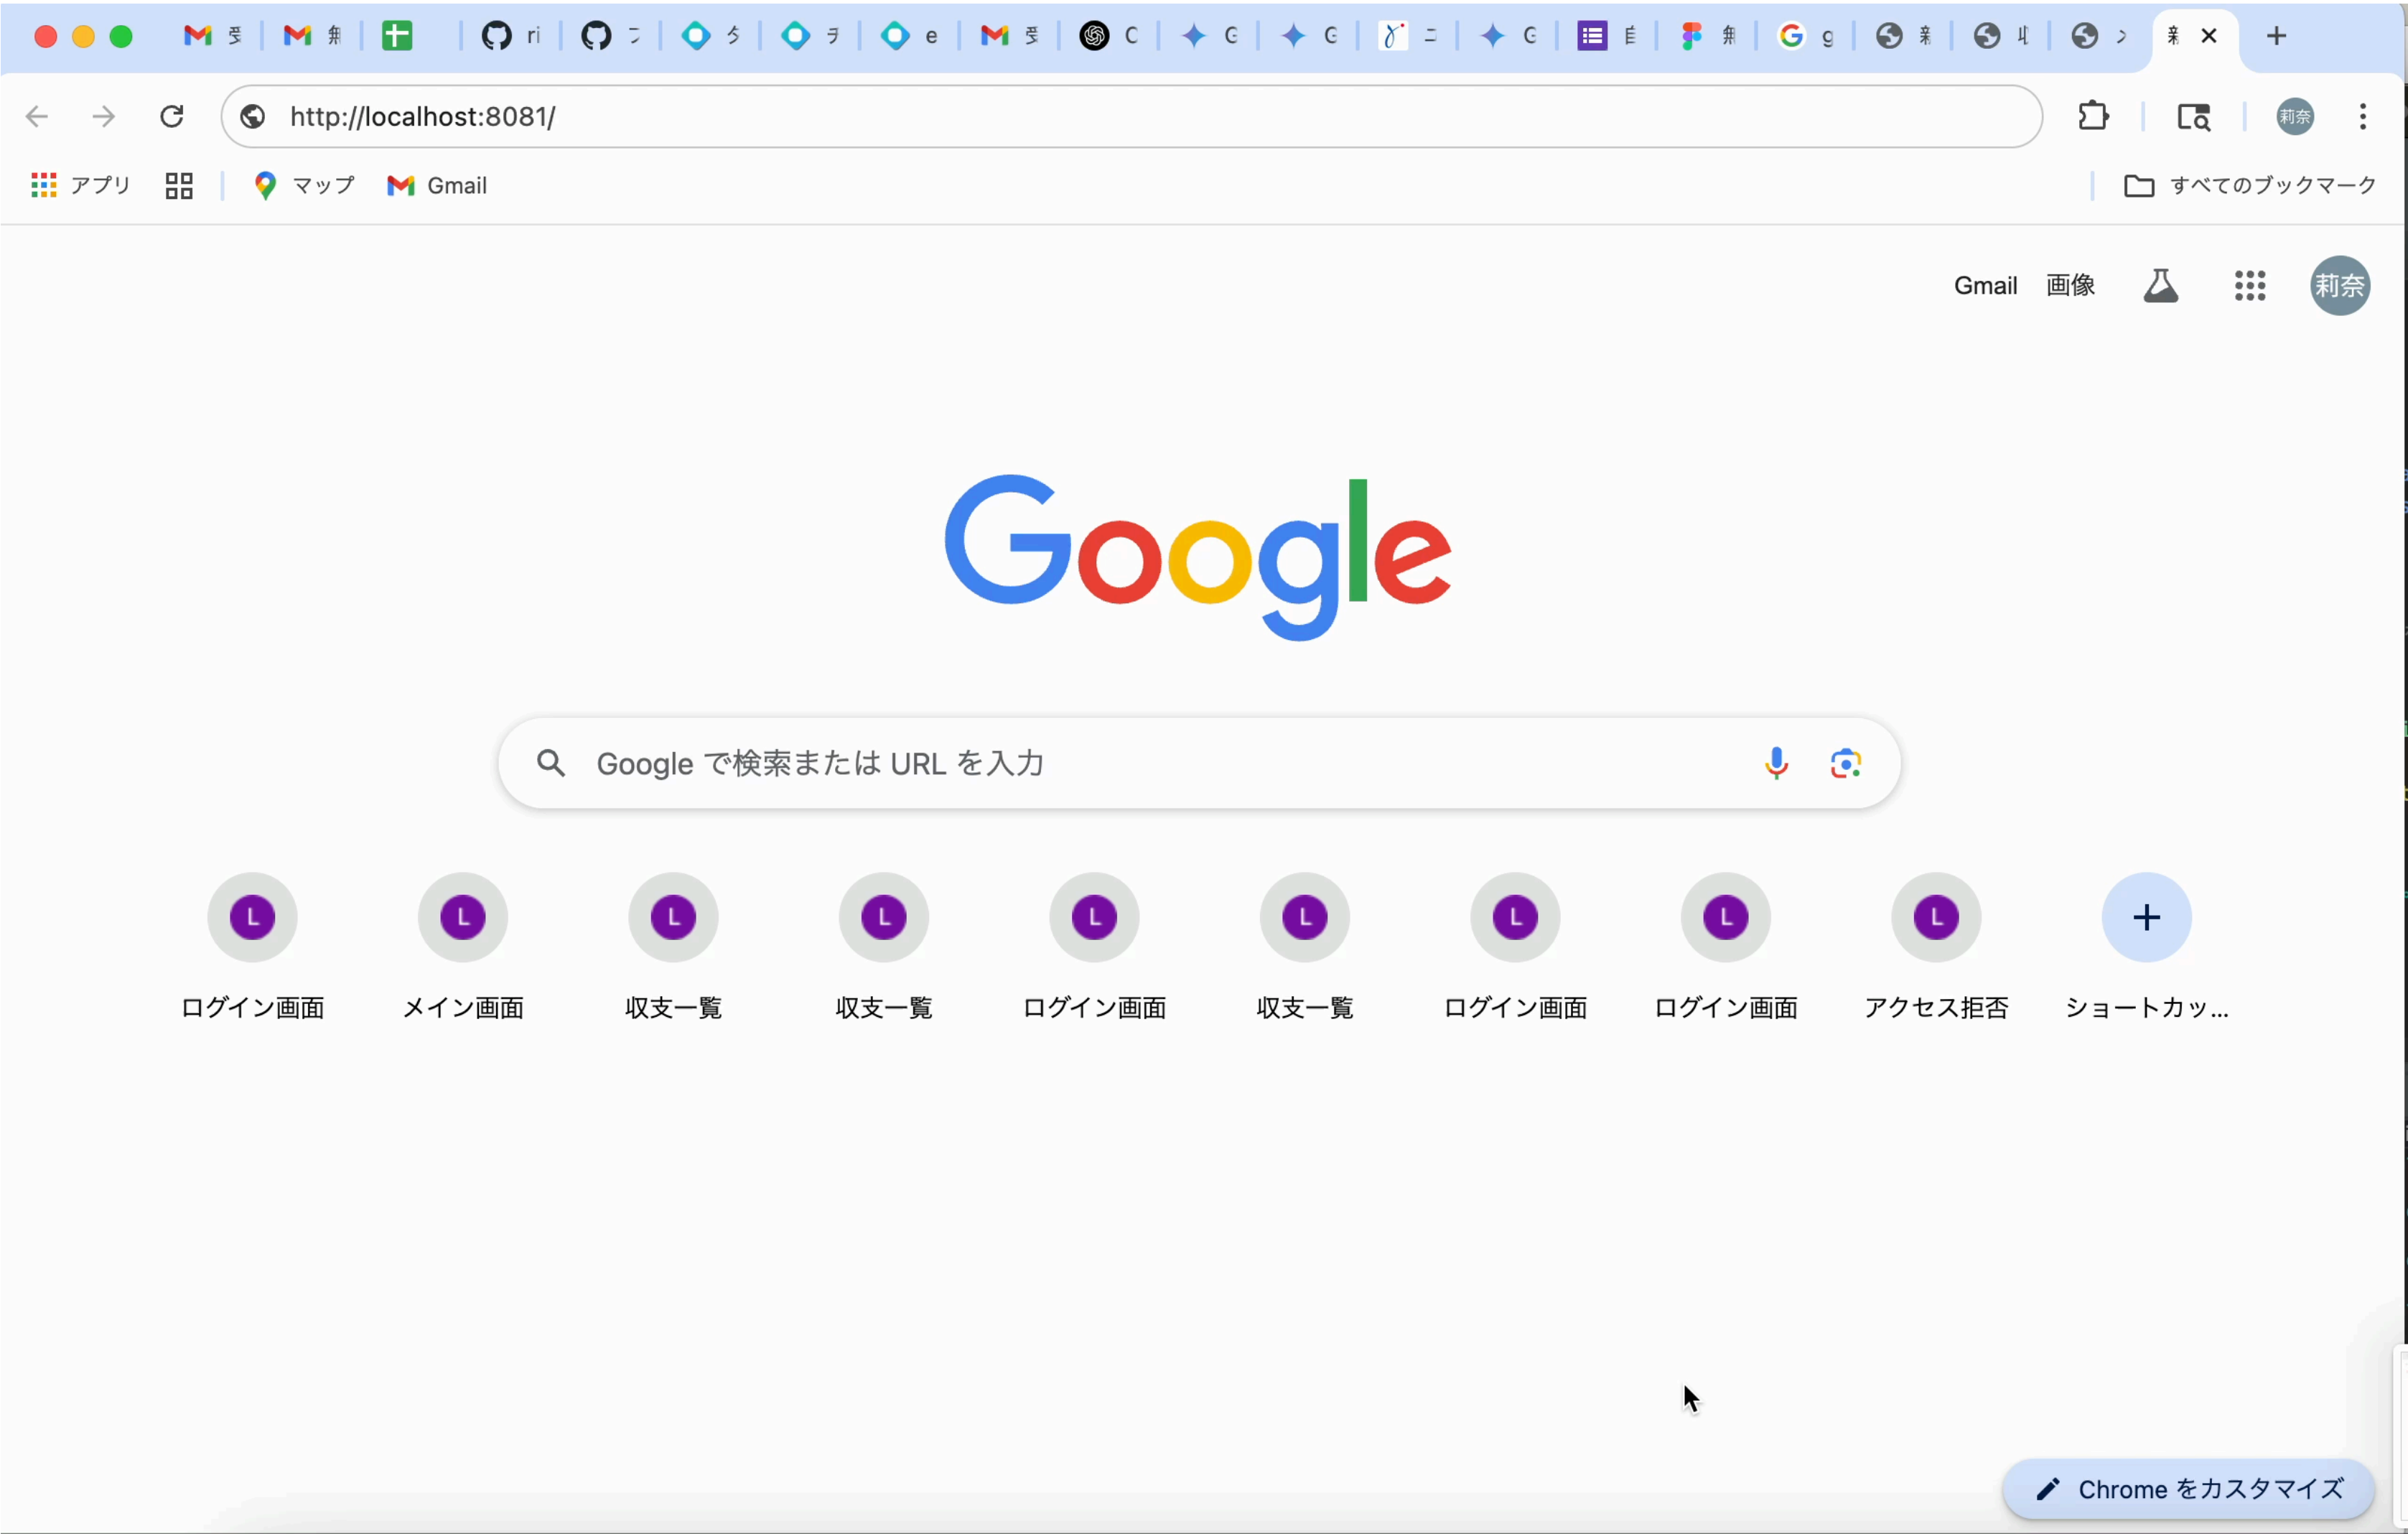 http://localhost:8081/
莉奈
アプリ
マップ
Gmail
すべてのブックマーク
Gmail 画像 莉奈
Google
Google で検索または URL を入力
L L L L L L L L L
ログイン画面 メイン画面 収支一覧 収支一覧 ログイン画面 収支一覧 ログイン画面 ログイン画面 アクセス拒否 ショートカッ...
Chrome をカスタマイズ